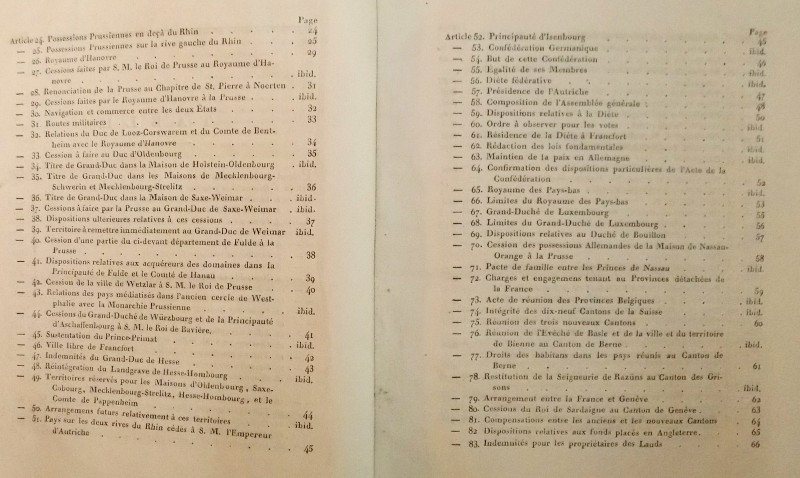 Page
Article 24. Possessions Prussiennes en deçà du Rhin . . . 24
— 25. Possessions Prussiennes sur la rive gauche du Rhin . . . 25
— 26. Royaume d'Hanovre . . . 29
— 27. Cessions faites par S. M. le Roi de Prusse au Royaume d'Ha-
novre . . . ibid.
— 28. Renonciation de la Prusse au Chapitre de St. Pierre à Noerten . 31
— 29. Cessions faites par le Royaume d'Hanovre à la Prusse . . . ibid.
— 30. Navigation et commerce entre les deux Etats . . . 32
— 31. Routes militaires . . . 33
— 32. Relations du Duc de Looz-Corswarem et du Comte de Bent-
heim avec le Royaume d'Hanovre . . . 34
— 33. Cession à faire au Duc d'Oldenbourg . . . 35
— 34. Titre de Grand-Duc dans la Maison de Holstein-Oldenbourg . ibid.
— 35. Titre de Grand-Duc dans les Maisons de Mecklenbourg-
Schwerin et Mecklenbourg-Strelitz . . . 36
— 36. Titre de Grand-Duc dans la Maison de Saxe-Weimar . . ibid.
— 37. Cessions à faire par la Prusse au Grand-Duc de Saxe-Weimar . ibid.
— 38. Dispositions ultérieures relatives à ces cessions . . . 37
— 39. Territoire à remettre immédiatement au Grand-Duc de Weimar ibid.
— 40. Cession d'une partie du ci-devant département de Fulde à la
Prusse . . . 38
— 41. Dispositions relatives aux acquéreurs des domaines dans la
Principauté de Fulde et le Comté de Hanau . . . 39
— 42. Cession de la ville de Wetzlar à S. M. le Roi de Prusse . . 40
— 43. Relations des pays médiatisés dans l'ancien cercle de West-
phalie avec la Monarchie Prussienne . . . ibid.
— 44. Cessions du Grand-Duché de Würzbourg et de la Principauté
d'Aschaffenbourg à S. M. le Roi de Bavière. . . ibid.
— 45. Sustentation du Prince-Primat . . . 41
— 46. Ville libre de Francfort . . . ibid.
— 47. Indemnités du Grand-Duc de Hesse . . . 42
— 48. Réintégration du Landgrave de Hesse-Hombourg . . . 43
— 49. Territoires réservés pour les Maisons d'Oldenbourg, Saxe-
Cobourg, Mecklenbourg-Strelitz, Hesse-Hombourg, et le
Comte de Pappenheim . . . ibid.
— 50. Arrangemens futurs relativement à ces territoires . . . 44
— 51. Pays sur les deux rives du Rhin cédés à S. M. l'Empereur
d'Autriche . . . ibid.
45
Page
Article 52. Principauté d'Isenbourg . . . 45
— 53. Confédération Germanique . . . ibid.
— 54. But de cette Confédération . . . 46
— 55. Egalité de ses Membres . . . ibid.
— 56. Diète fédérative . . . ibid.
— 57. Présidence de l'Autriche . . . 47
— 58. Composition de l'Assemblée générale . . . 48
— 59. Dispositions relatives à la Diète . . . 50
— 60. Ordre à observer pour les votes . . . ibid.
— 61. Résidence de la Diète à Francfort . . . 51
— 62. Rédaction des lois fondamentales . . . ibid.
— 63. Maintien de la paix en Allemagne . . . ibid.
— 64. Confirmation des dispositions particulières de l'Acte de la
Confédération . . . 52
— 65. Royaume des Pays-bas . . . ibid.
— 66. Limites du Royaume des Pays-bas . . . 53
— 67. Grand-Duché de Luxembourg . . . 55
— 68. Limites du Grand-Duché de Luxembourg . . . 56
— 69. Dispositions relatives au Duché de Bouillon . . . 57
— 70. Cession des possessions Allemandes de la Maison de Nassau-
Orange à la Prusse . . . 58
— 71. Pacte de famille entre les Princes de Nassau . . . ibid.
— 72. Charges et engagemens tenant au Provinces détachées de
la France . . . 59
— 73. Acte de réunion des Provinces Belgiques . . . ibid.
— 74. Intégrité des dix-neuf Cantons de la Suisse . . . ibid.
— 75. Réunion des trois nouveaux Cantons . . . 60
— 76. Réunion de l'Evêché de Basle et de la ville et du territoire
de Bienne au Canton de Berne . . . ibid.
— 77. Droits des habitans dans les pays réunis au Canton de
Berne . . . 61
— 78. Restitution de la Seigneurie de Razüns au Canton des Gri-
sons . . . ibid.
— 79. Arrangement entre la France et Genève . . . 62
— 80. Cessions du Roi de Sardaigne au Canton de Genève . . 63
— 81. Compensations entre les anciens et les nouveaux Cantons 64
— 82 Dispositions relatives aux fonds placés en Angleterre. . 65
— 83. Indemnités pour les propriétaires des Lauds . . . 66